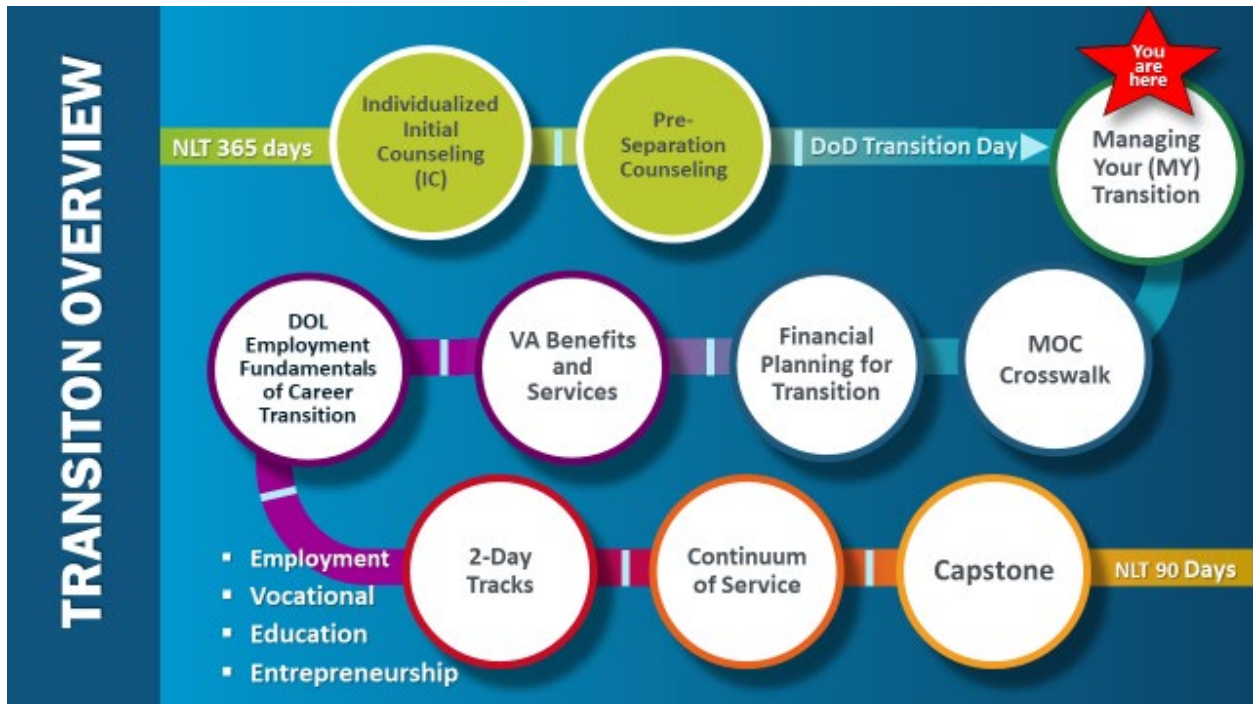 TRANSITON OVERVIEW
NLT 365 days
Individualized
Initial
Counseling
(IC)
Pre-
Separation
Counseling
DoD Transition Day
You
are
here
Managing
Your (MY)
Transition
MOC
Crosswalk
Financial
Planning for
Transition
VA Benefits
and
Services
DOL
Employment
Fundamentals
of Career
Transition
▪ Employment
▪ Vocational
▪ Education
▪ Entrepreneurship
2-Day
Tracks
Continuum
of Service
Capstone
NLT 90 Days